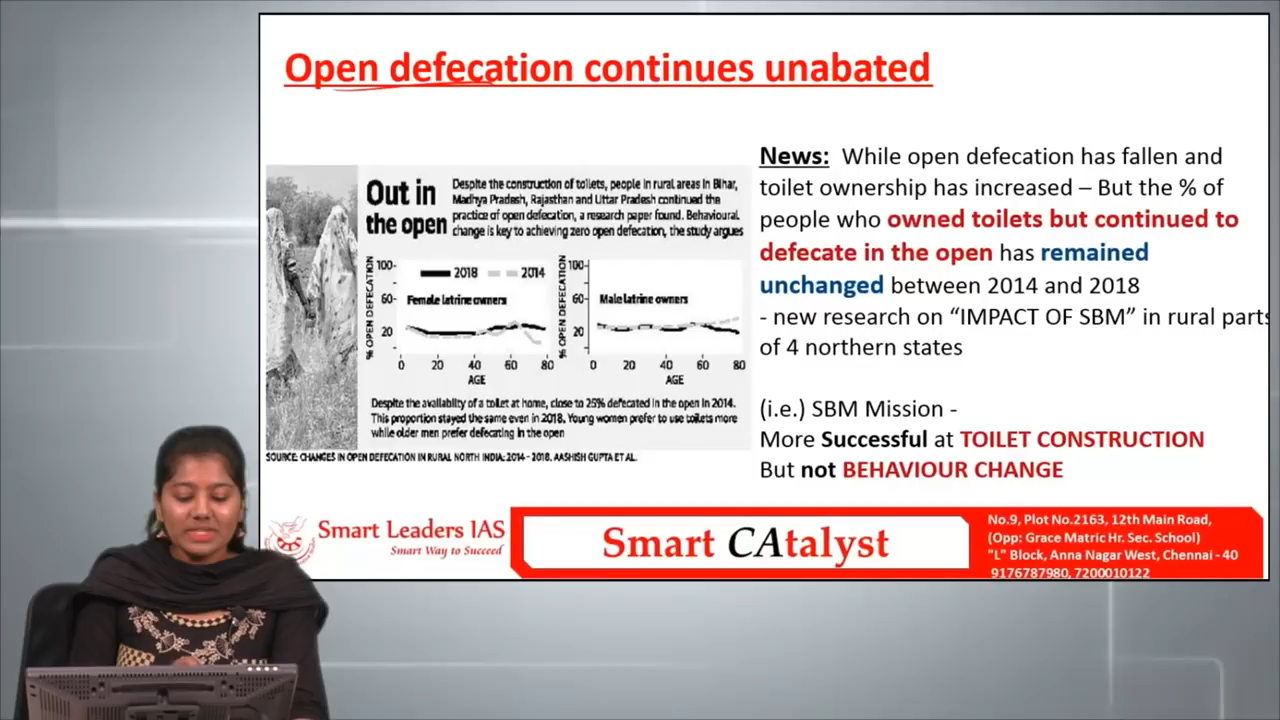 Open defecation continues unabated
Out in
the open
Despite the construction of toilets, people in rural areas in Bihar,
Madhya Pradesh, Rajasthan and Uttar Pradesh continued the
practice of open defecation, a research paper found. Behavioural
change is key to achieving zero open defecation, the study argues
% OPEN DEFECATION
100
60
20
2018
2014
Female latrine owners
0 20 40 60 80
AGE
% OPEN DEFECATION
100
60
20
Male latrine owners
0 20 40 60 80
AGE
Despite the availability of a toilet at home, close to 25% defecated in the open in 2014.
This proportion stayed the same even in 2018. Young women prefer to use toilets more
while older men prefer defecating in the open
SOURCE: CHANGES IN OPEN DEFECATION IN RURAL NORTH INDIA: 2014 - 2018. AASHISH GUPTA ET AL.
News: While open defecation has fallen and
toilet ownership has increased – But the % of
people who owned toilets but continued to
defecate in the open has remained
unchanged between 2014 and 2018
- new research on “IMPACT OF SBM” in rural parts
of 4 northern states
(i.e.) SBM Mission -
More Successful at TOILET CONSTRUCTION
But not BEHAVIOUR CHANGE
Smart Leaders IAS
Smart Way to Succeed
Smart CAtalyst
No.9, Plot No.2163, 12th Main Road,
(Opp: Grace Matric Hr. Sec. School)
"L" Block, Anna Nagar West, Chennai - 40
9176787980, 7200010122